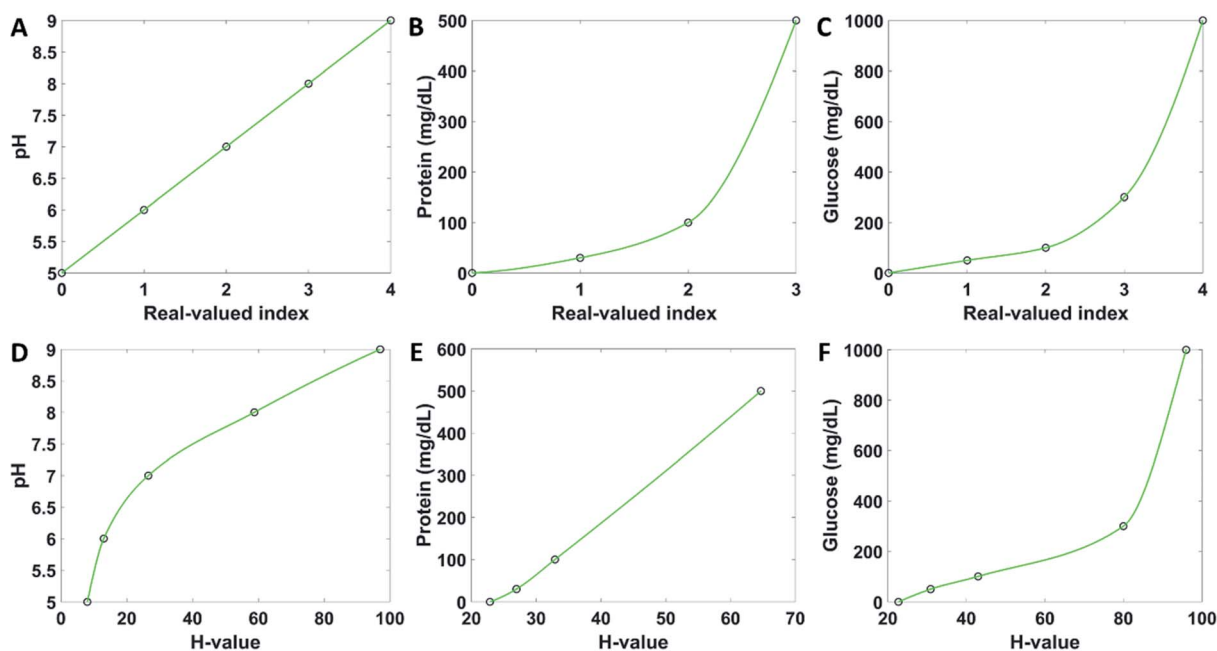 A
pH
9
8.5
8
7.5
7
6.5
6
5.5
5
0 1 2 3 4
Real-valued index
B
Protein (mg/dL)
500
400
300
200
100
0
0 1 2 3
Real-valued index
C
Glucose (mg/dL)
1000
800
600
400
200
0
0 1 2 3 4
Real-valued index
D
pH
9
8.5
8
7.5
7
6.5
6
5.5
5
0 20 40 60 80 100
H-value
E
Protein (mg/dL)
600
500
400
300
200
100
0
20 30 40 50 60 70
H-value
F
Glucose (mg/dL)
1000
800
600
400
200
0
20 40 60 80 100
H-value